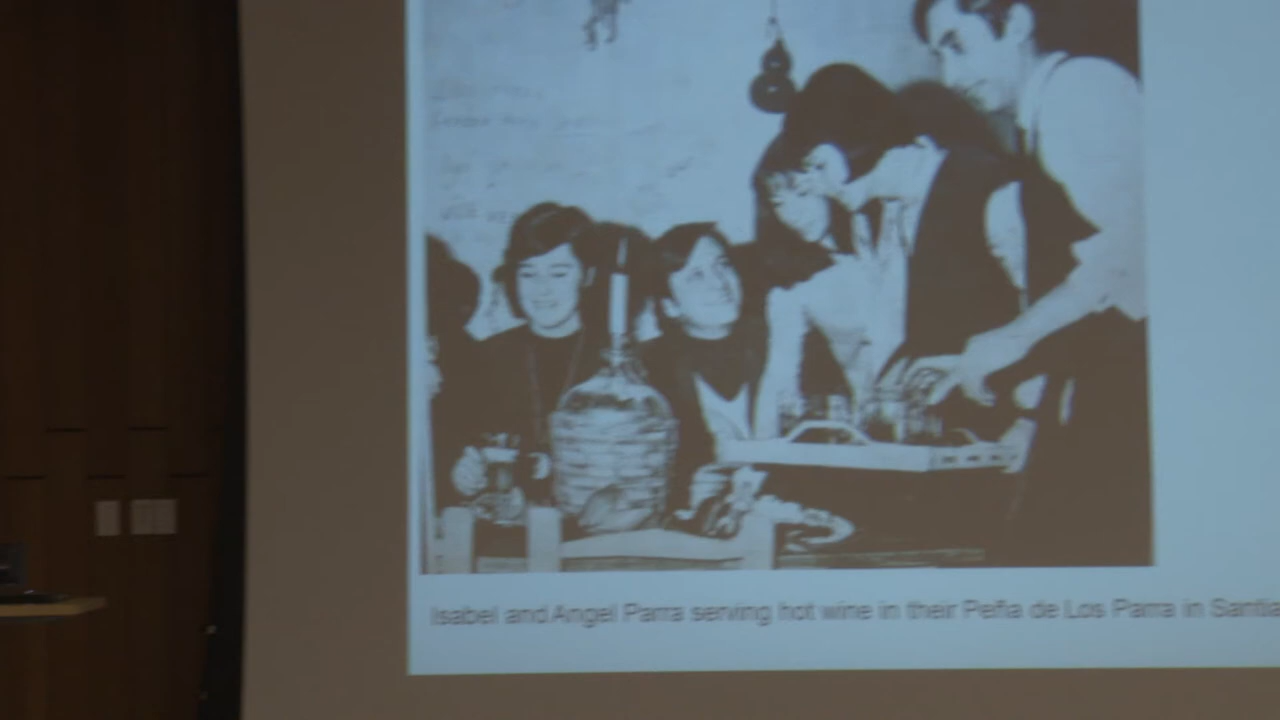 Isabel and Angel Parra serving hot wine in their Peña de Los Parra in Santia